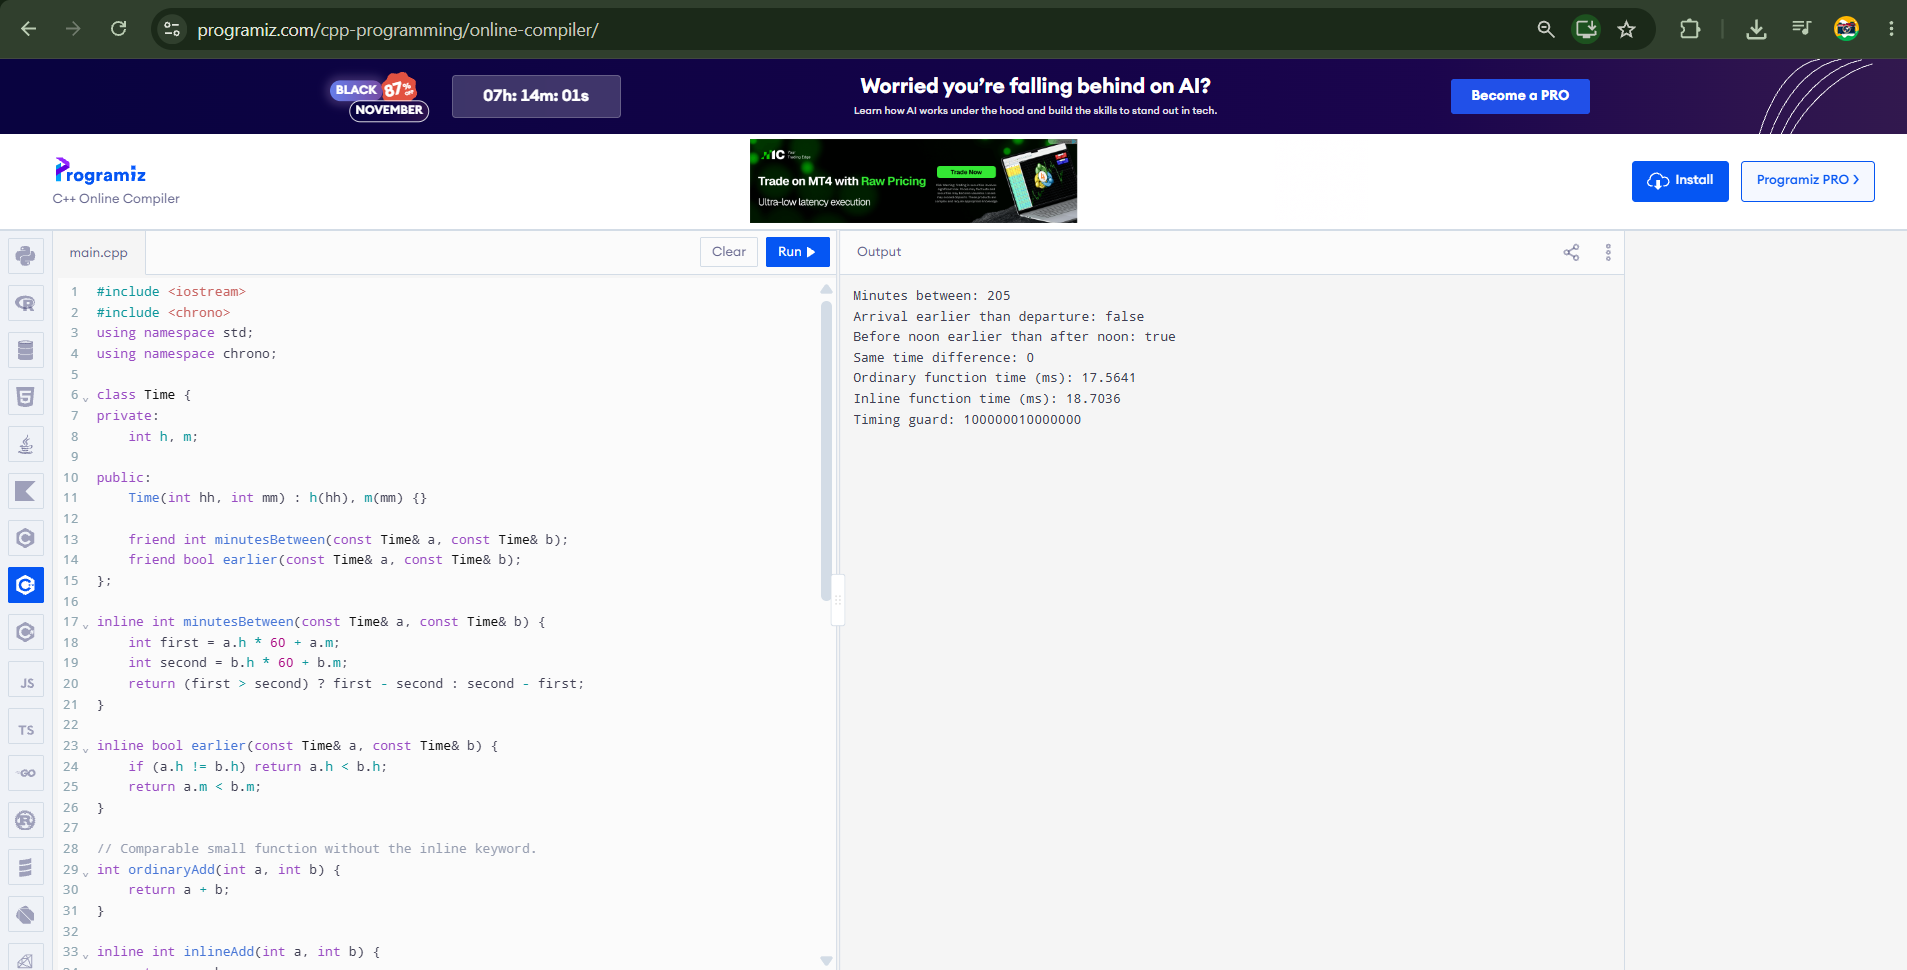 programiz.com/cpp-programming/online-compiler/
BLACK 87% OFF
NOVEMBER
07h: 14m: 01s
Worried you're falling behind on AI?
Learn how AI works under the hood and build the skills to stand out in tech.
Become a PRO
Programiz
C++ Online Compiler
IC Your Trading Edge
Trade on MT4 with Raw Pricing
Ultra-low latency execution
Trade Now
Install
Programiz PRO >
main.cpp
Clear
Run
Output
1 #include <iostream>
2 #include <chrono>
3 using namespace std;
4 using namespace chrono;
5
6 class Time {
7 private:
8     int h, m;
9
10 public:
11     Time(int hh, int mm) : h(hh), m(mm) {}
12
13     friend int minutesBetween(const Time& a, const Time& b);
14     friend bool earlier(const Time& a, const Time& b);
15 };
16
17 inline int minutesBetween(const Time& a, const Time& b) {
18     int first = a.h * 60 + a.m;
19     int second = b.h * 60 + b.m;
20     return (first > second) ? first - second : second - first;
21 }
22
23 inline bool earlier(const Time& a, const Time& b) {
24     if (a.h != b.h) return a.h < b.h;
25     return a.m < b.m;
26 }
27
28 // Comparable small function without the inline keyword.
29 int ordinaryAdd(int a, int b) {
30     return a + b;
31 }
32
33 inline int inlineAdd(int a, int b) {
Minutes between: 205
Arrival earlier than departure: false
Before noon earlier than after noon: true
Same time difference: 0
Ordinary function time (ms): 17.5641
Inline function time (ms): 18.7036
Timing guard: 100000010000000
JS
TS
GO